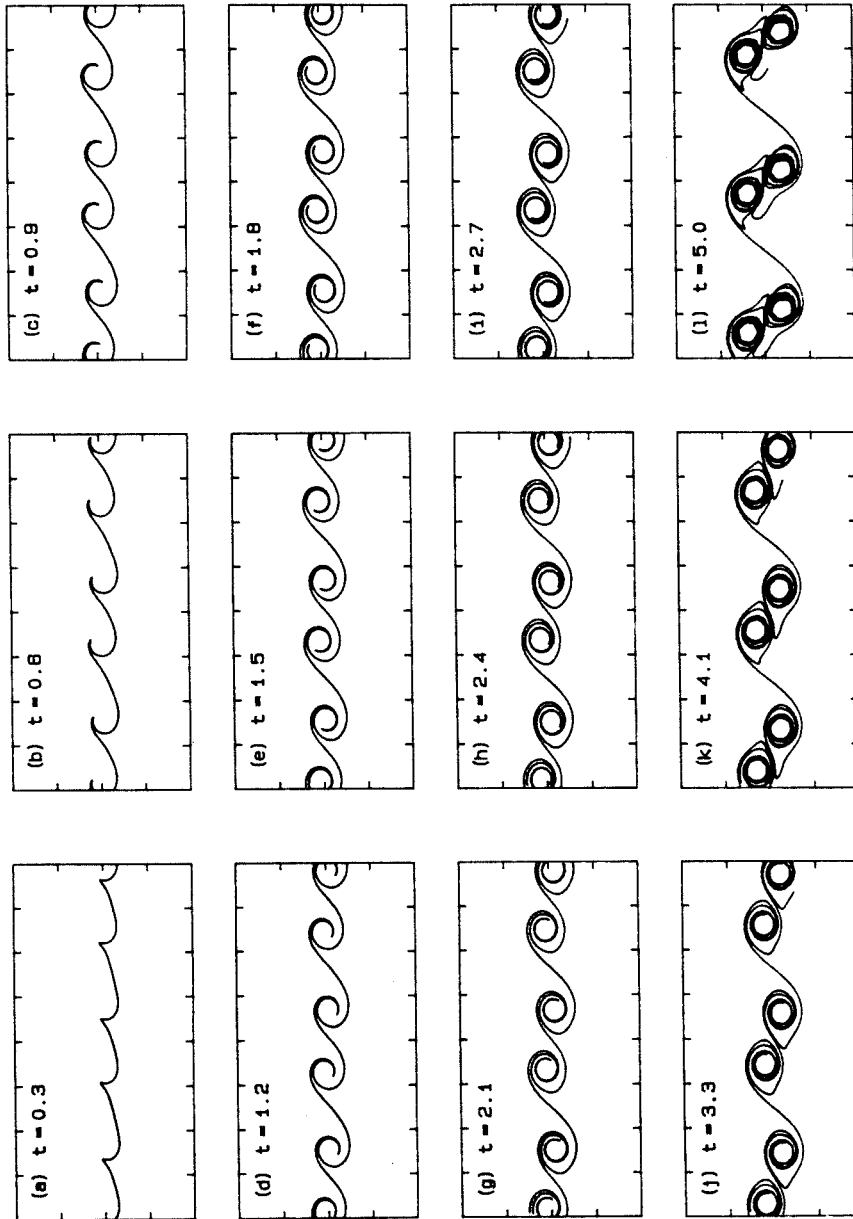 (a) t=0.3
(b) t=0.8
(c) t=0.9
(d) t=1.2
(e) t=1.5
(f) t=1.8
(g) t=2.1
(h) t=2.4
(i) t=2.7
(j) t=3.3
(k) t=4.1
(l) t=5.0